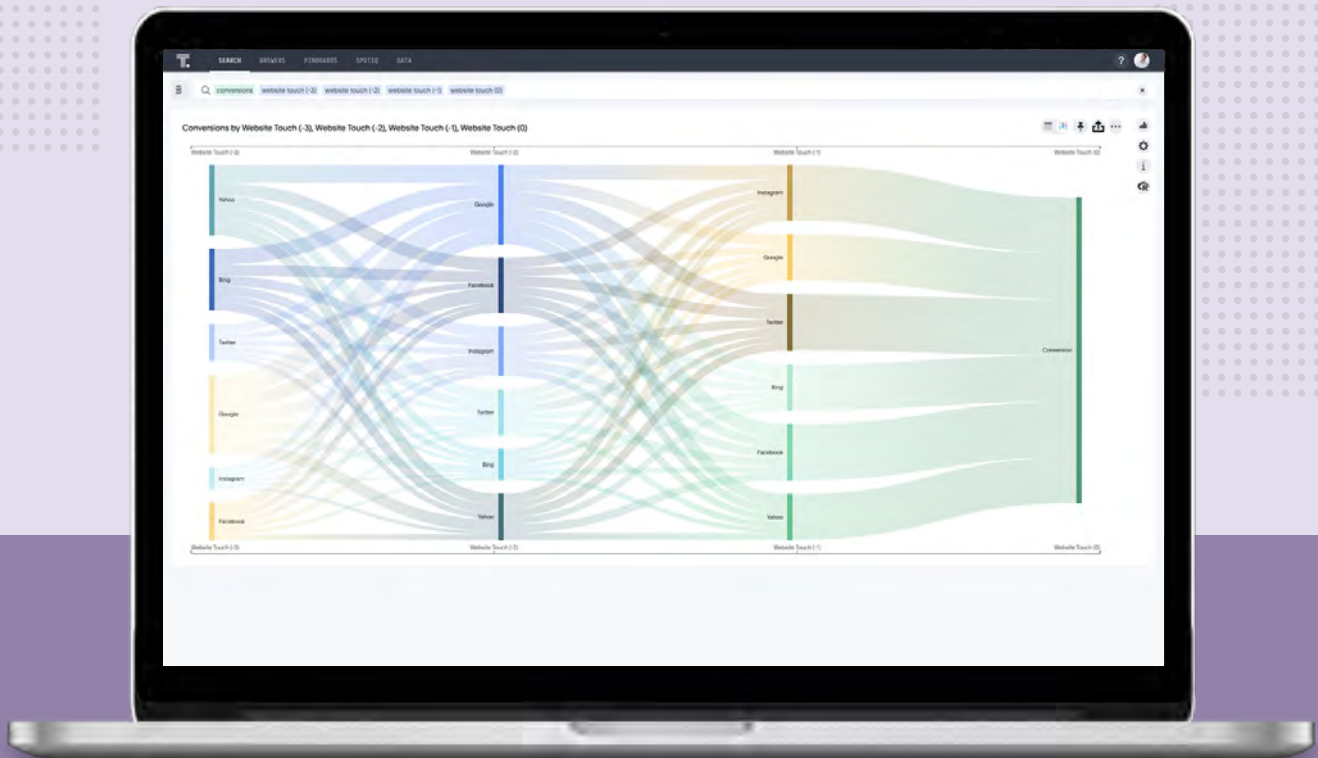 T.
SEARCH ANSWERS PINBOARDS SPOTIQ DATA ?
conversions website touch (-3) website touch (-2) website touch (-1) website touch (0)
Conversions by Website Touch (-3), Website Touch (-2), Website Touch (-1), Website Touch (0)
Website Touch (-3) Website Touch (-2) Website Touch (-1) Website Touch (0)
Yahoo
Bing
Twitter
Google
Instagram
Facebook
Google
Facebook
Instagram
Twitter
Bing
Yahoo
Instagram
Google
Twitter
Bing
Facebook
Yahoo
Conversion
Website Touch (-3) Website Touch (-2) Website Touch (-1) Website Touch (0)